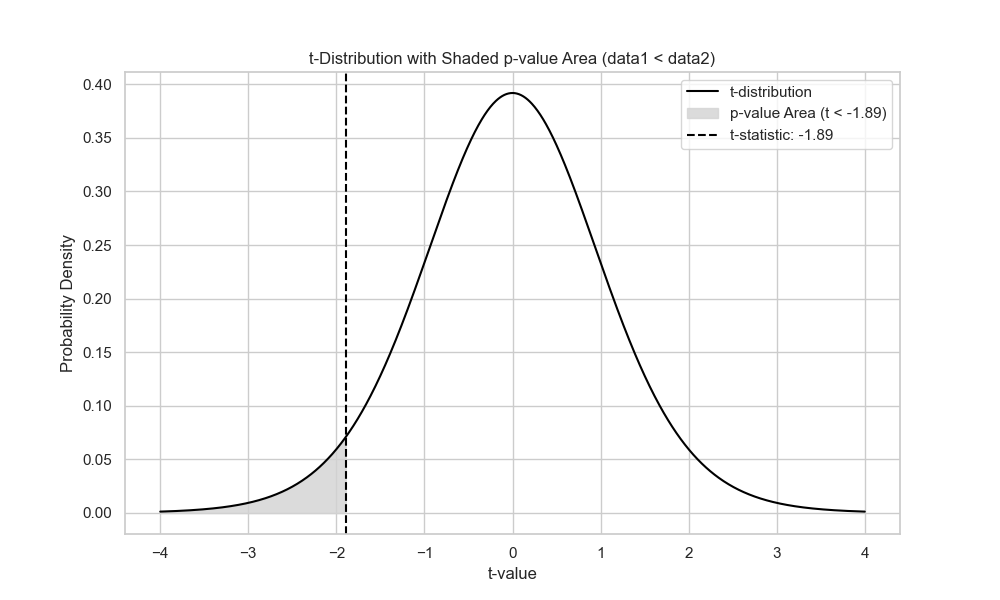 t-Distribution with Shaded p-value Area (data1 < data2)
t-distribution
p-value Area (t < -1.89)
t-statistic: -1.89
Probability Density
0.40
0.35
0.30
0.25
0.20
0.15
0.10
0.05
0.00
−4 −3 −2 −1 0 1 2 3 4
t-value